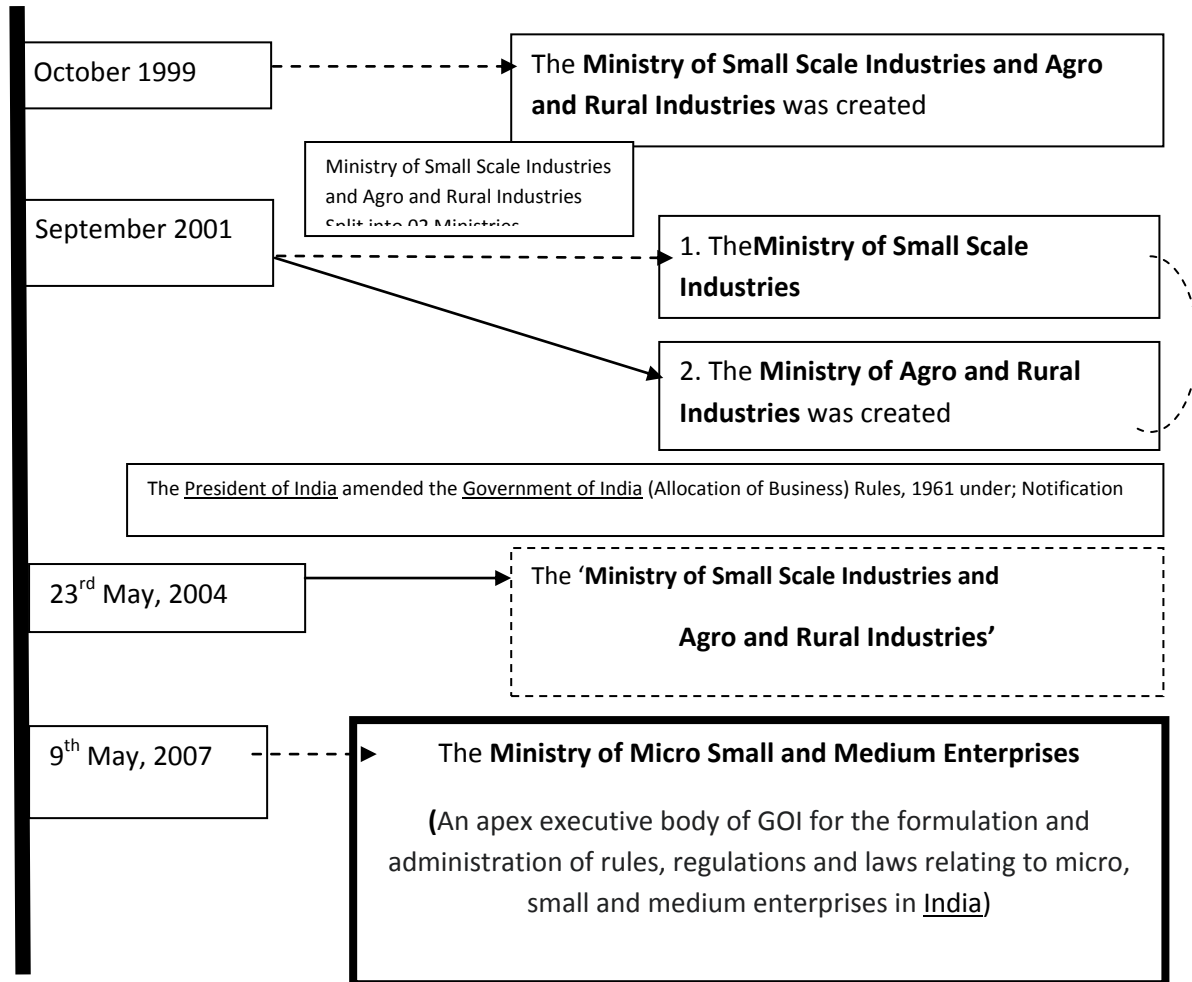 October 1999
The Ministry of Small Scale Industries and Agro
and Rural Industries was created
Ministry of Small Scale Industries
and Agro and Rural Industries
Split into 02 Ministries
September 2001
1. TheMinistry of Small Scale
Industries
2. The Ministry of Agro and Rural
Industries was created
The President of India amended the Government of India (Allocation of Business) Rules, 1961 under; Notification
23rd May, 2004
The ‘Ministry of Small Scale Industries and
Agro and Rural Industries’
9th May, 2007
The Ministry of Micro Small and Medium Enterprises
(An apex executive body of GOI for the formulation and
administration of rules, regulations and laws relating to micro,
small and medium enterprises in India)